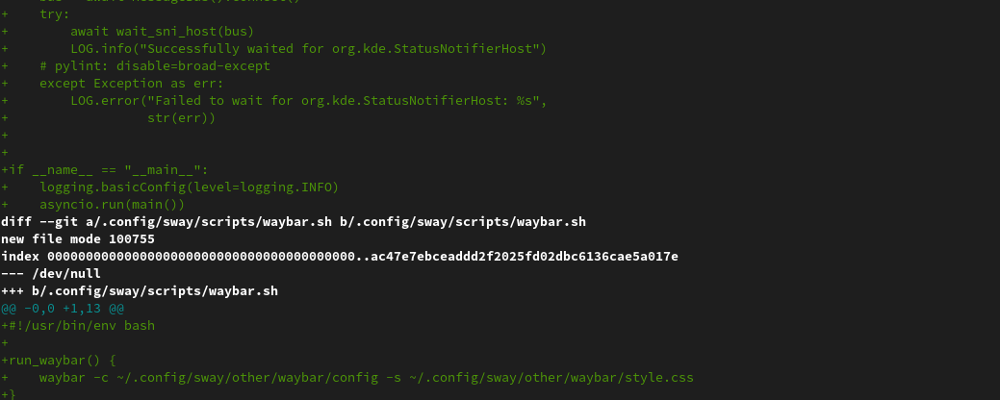 +    try:
+        await wait_sni_host(bus)
+        LOG.info("Successfully waited for org.kde.StatusNotifierHost")
+    # pylint: disable=broad-except
+    except Exception as err:
+        LOG.error("Failed to wait for org.kde.StatusNotifierHost: %s",
+                  str(err))
+
+
+if __name__ == "__main__":
+    logging.basicConfig(level=logging.INFO)
+    asyncio.run(main())
diff --git a/.config/sway/scripts/waybar.sh b/.config/sway/scripts/waybar.sh
new file mode 100755
index 0000000000000000000000000000000000000000..ac47e7ebceaddd2f2025fd02dbc6136cae5a017e
--- /dev/null
+++ b/.config/sway/scripts/waybar.sh
@@ -0,0 +1,13 @@
+#!/usr/bin/env bash
+
+run_waybar() {
+    waybar -c ~/.config/sway/other/waybar/config -s ~/.config/sway/other/waybar/style.css
+}